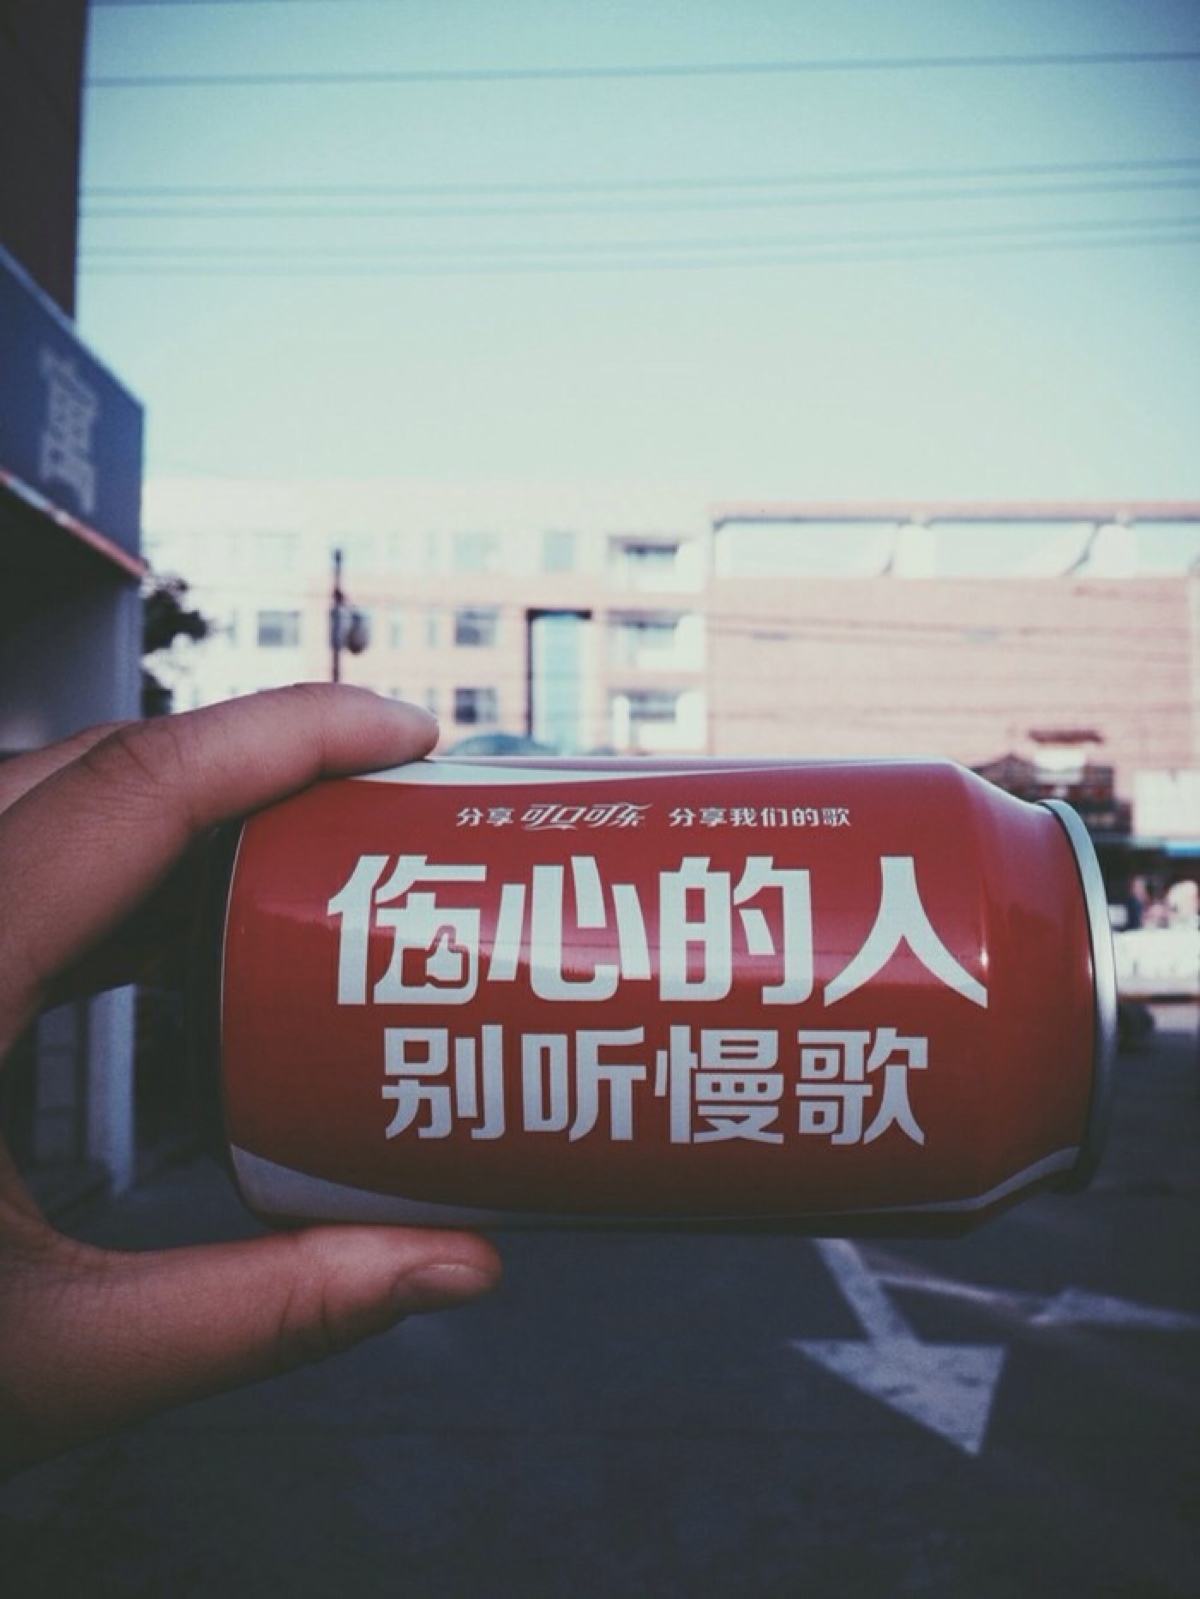 分享 可口可乐 分享我们的歌
伤心的人
别听慢歌